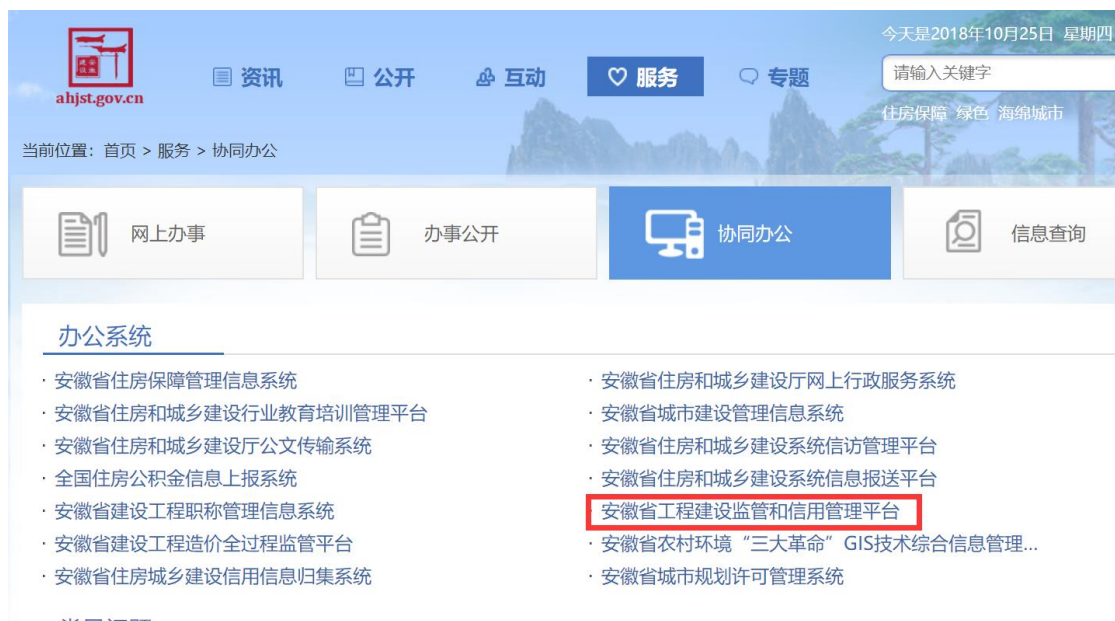 今天是2018年10月25日 星期四
ahjst.gov.cn
资讯 公开 互动 服务 专题
请输入关键字
住房保障 绿色 海绵城市
当前位置：首页 > 服务 > 协同办公
网上办事 办事公开 协同办公 信息查询
办公系统
· 安徽省住房保障管理信息系统
· 安徽省住房和城乡建设厅网上行政服务系统
· 安徽省住房和城乡建设行业教育培训管理平台
· 安徽省城市建设管理信息系统
· 安徽省住房和城乡建设厅公文传输系统
· 安徽省住房和城乡建设系统信访管理平台
· 全国住房公积金信息上报系统
· 安徽省住房和城乡建设系统信息报送平台
· 安徽省建设工程职称管理信息系统
· 安徽省工程建设监管和信用管理平台
· 安徽省建设工程造价全过程监管平台
· 安徽省农村环境“三大革命”GIS技术综合信息管理...
· 安徽省住房城乡建设信用信息归集系统
· 安徽省城市规划许可管理系统